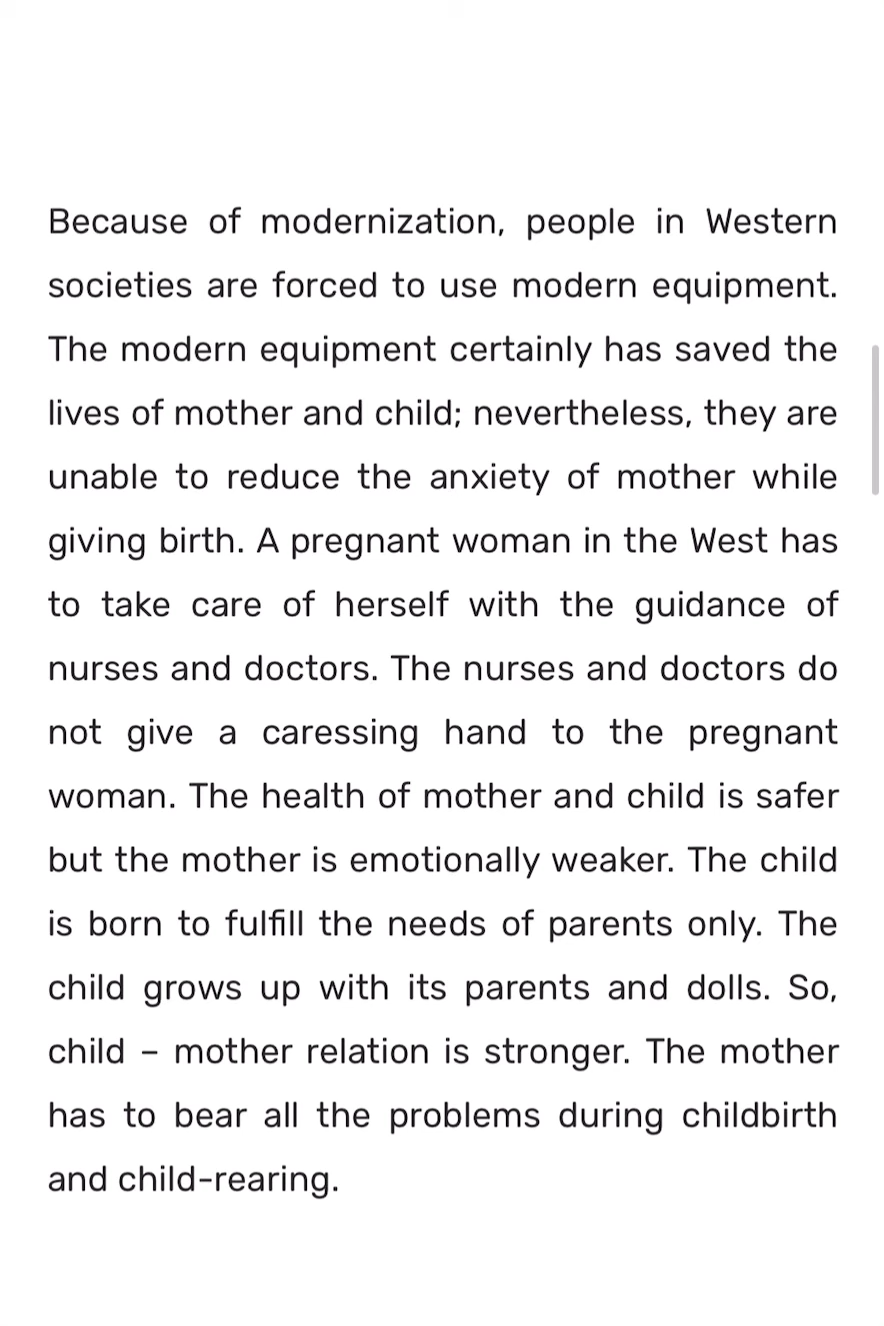 Because of modernization, people in Western
societies are forced to use modern equipment.
The modern equipment certainly has saved the
lives of mother and child; nevertheless, they are
unable to reduce the anxiety of mother while
giving birth. A pregnant woman in the West has
to take care of herself with the guidance of
nurses and doctors. The nurses and doctors do
not give a caressing hand to the pregnant
woman. The health of mother and child is safer
but the mother is emotionally weaker. The child
is born to fulfill the needs of parents only. The
child grows up with its parents and dolls. So,
child – mother relation is stronger. The mother
has to bear all the problems during childbirth
and child-rearing.